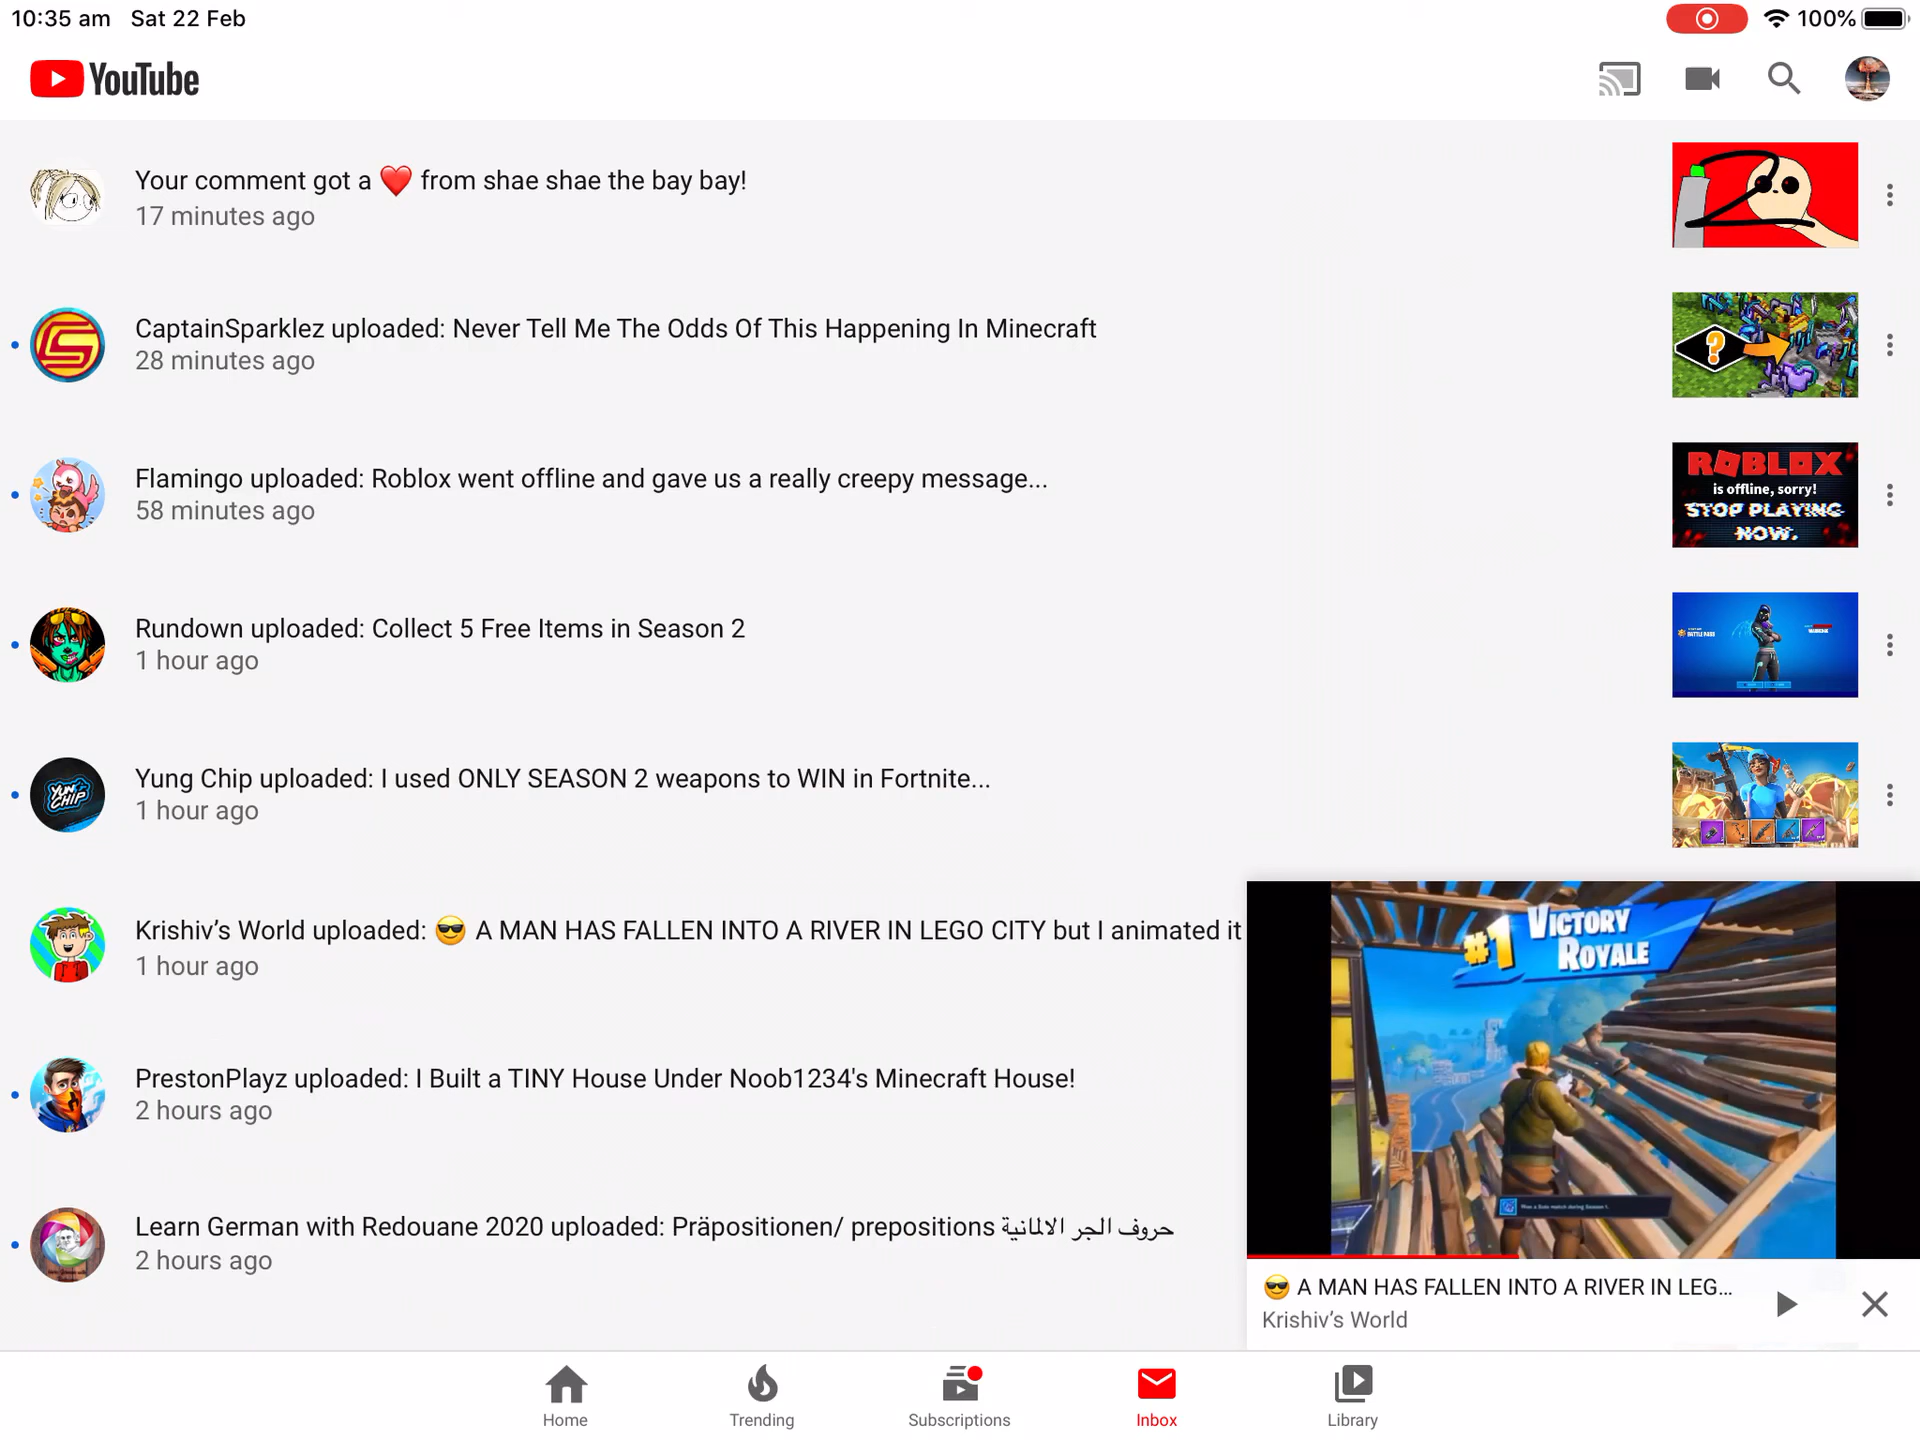 10:35 am Sat 22 Feb
100%
YouTube
Your comment got a ❤️ from shae shae the bay bay!
17 minutes ago
CaptainSparklez uploaded: Never Tell Me The Odds Of This Happening In Minecraft
28 minutes ago
Flamingo uploaded: Roblox went offline and gave us a really creepy message...
58 minutes ago
ROBLOX
is offline, sorry!
STOP PLAYING
NOW.
Rundown uploaded: Collect 5 Free Items in Season 2
1 hour ago
BATTLE PASS
YUNG CHIP
Yung Chip uploaded: I used ONLY SEASON 2 weapons to WIN in Fortnite...
1 hour ago
Krishiv’s World uploaded: 😎 A MAN HAS FALLEN INTO A RIVER IN LEGO CITY but I animated it
1 hour ago
#1 VICTORY
ROYALE
PrestonPlayz uploaded: I Built a TINY House Under Noob1234's Minecraft House!
2 hours ago
Learn German with Redouane 2020 uploaded: Präpositionen/ prepositions حروف الجر الالمانية
2 hours ago
😎 A MAN HAS FALLEN INTO A RIVER IN LEG...
Krishiv’s World
Home
Trending
Subscriptions
Inbox
Library